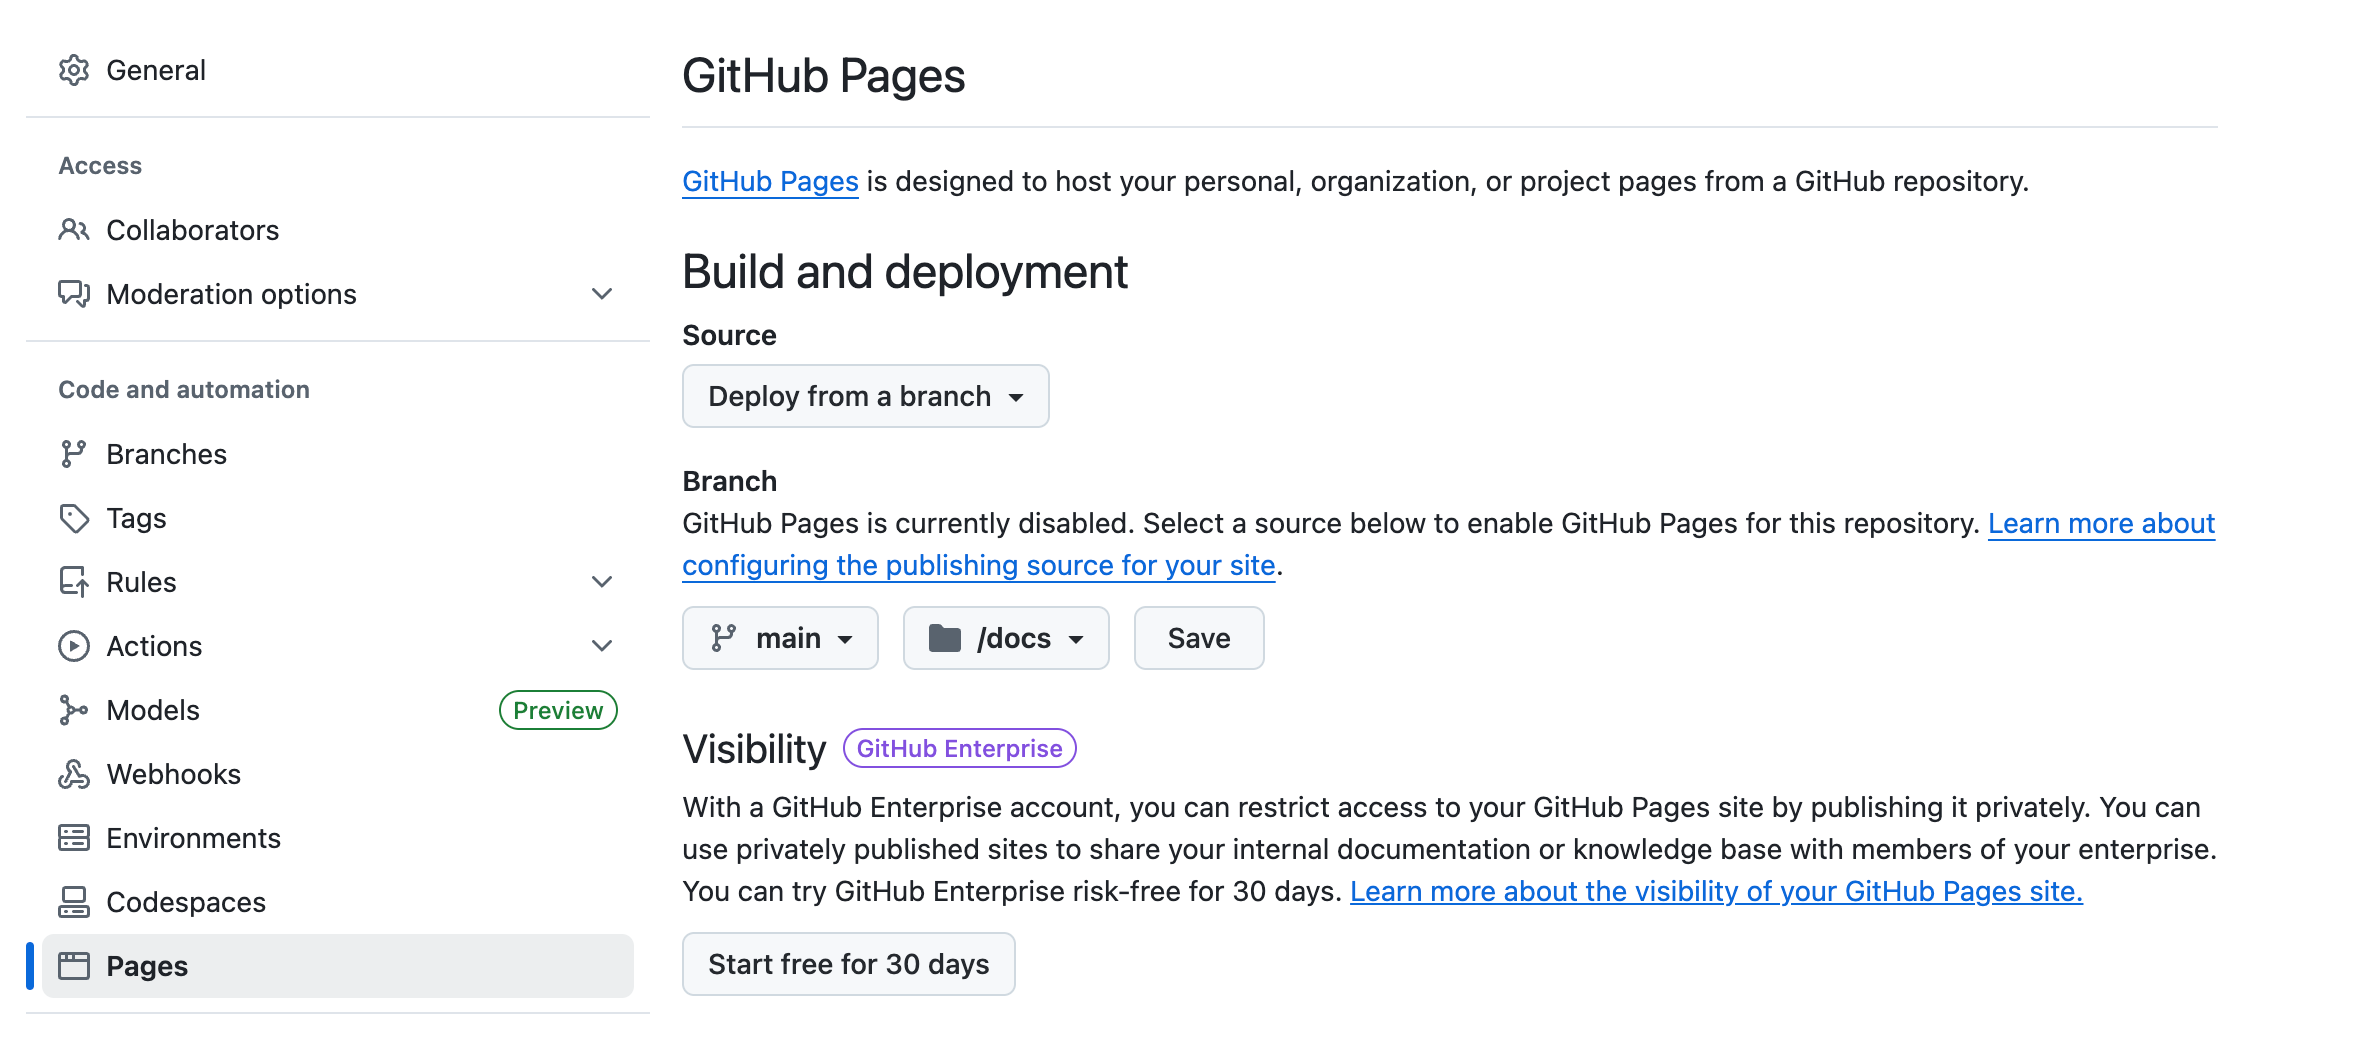 General
Access
Collaborators
Moderation options
Code and automation
Branches
Tags
Rules
Actions
Models Preview
Webhooks
Environments
Codespaces
Pages
GitHub Pages
GitHub Pages is designed to host your personal, organization, or project pages from a GitHub repository.
Build and deployment
Source
Deploy from a branch
Branch
GitHub Pages is currently disabled. Select a source below to enable GitHub Pages for this repository. Learn more about
configuring the publishing source for your site.
main /docs Save
Visibility GitHub Enterprise
With a GitHub Enterprise account, you can restrict access to your GitHub Pages site by publishing it privately. You can
use privately published sites to share your internal documentation or knowledge base with members of your enterprise.
You can try GitHub Enterprise risk-free for 30 days. Learn more about the visibility of your GitHub Pages site.
Start free for 30 days